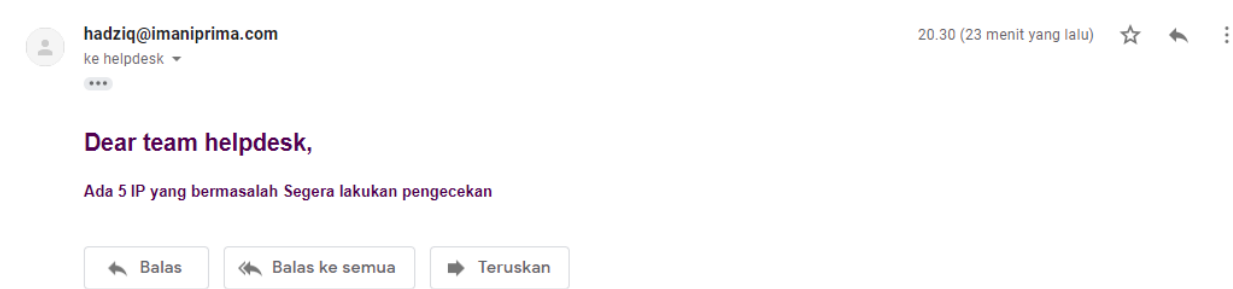 hadziq@imaniprima.com
20.30 (23 menit yang lalu)
ke helpdesk
Dear team helpdesk,
Ada 5 IP yang bermasalah Segera lakukan pengecekan
Balas
Balas ke semua
Teruskan